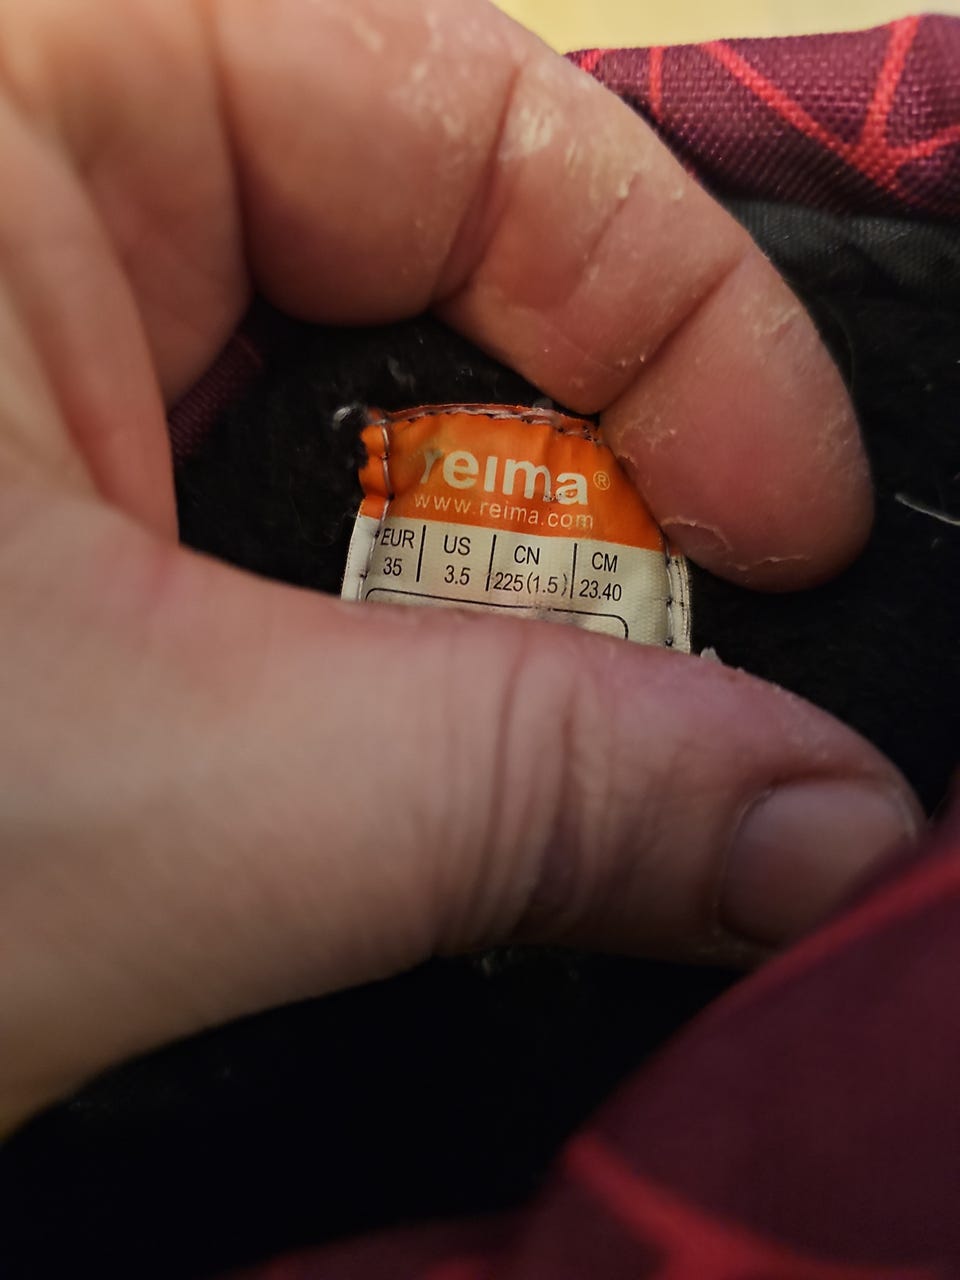 reima®
www.reima.com
EUR US CN CM
35 3.5 225(1.5) 23.40